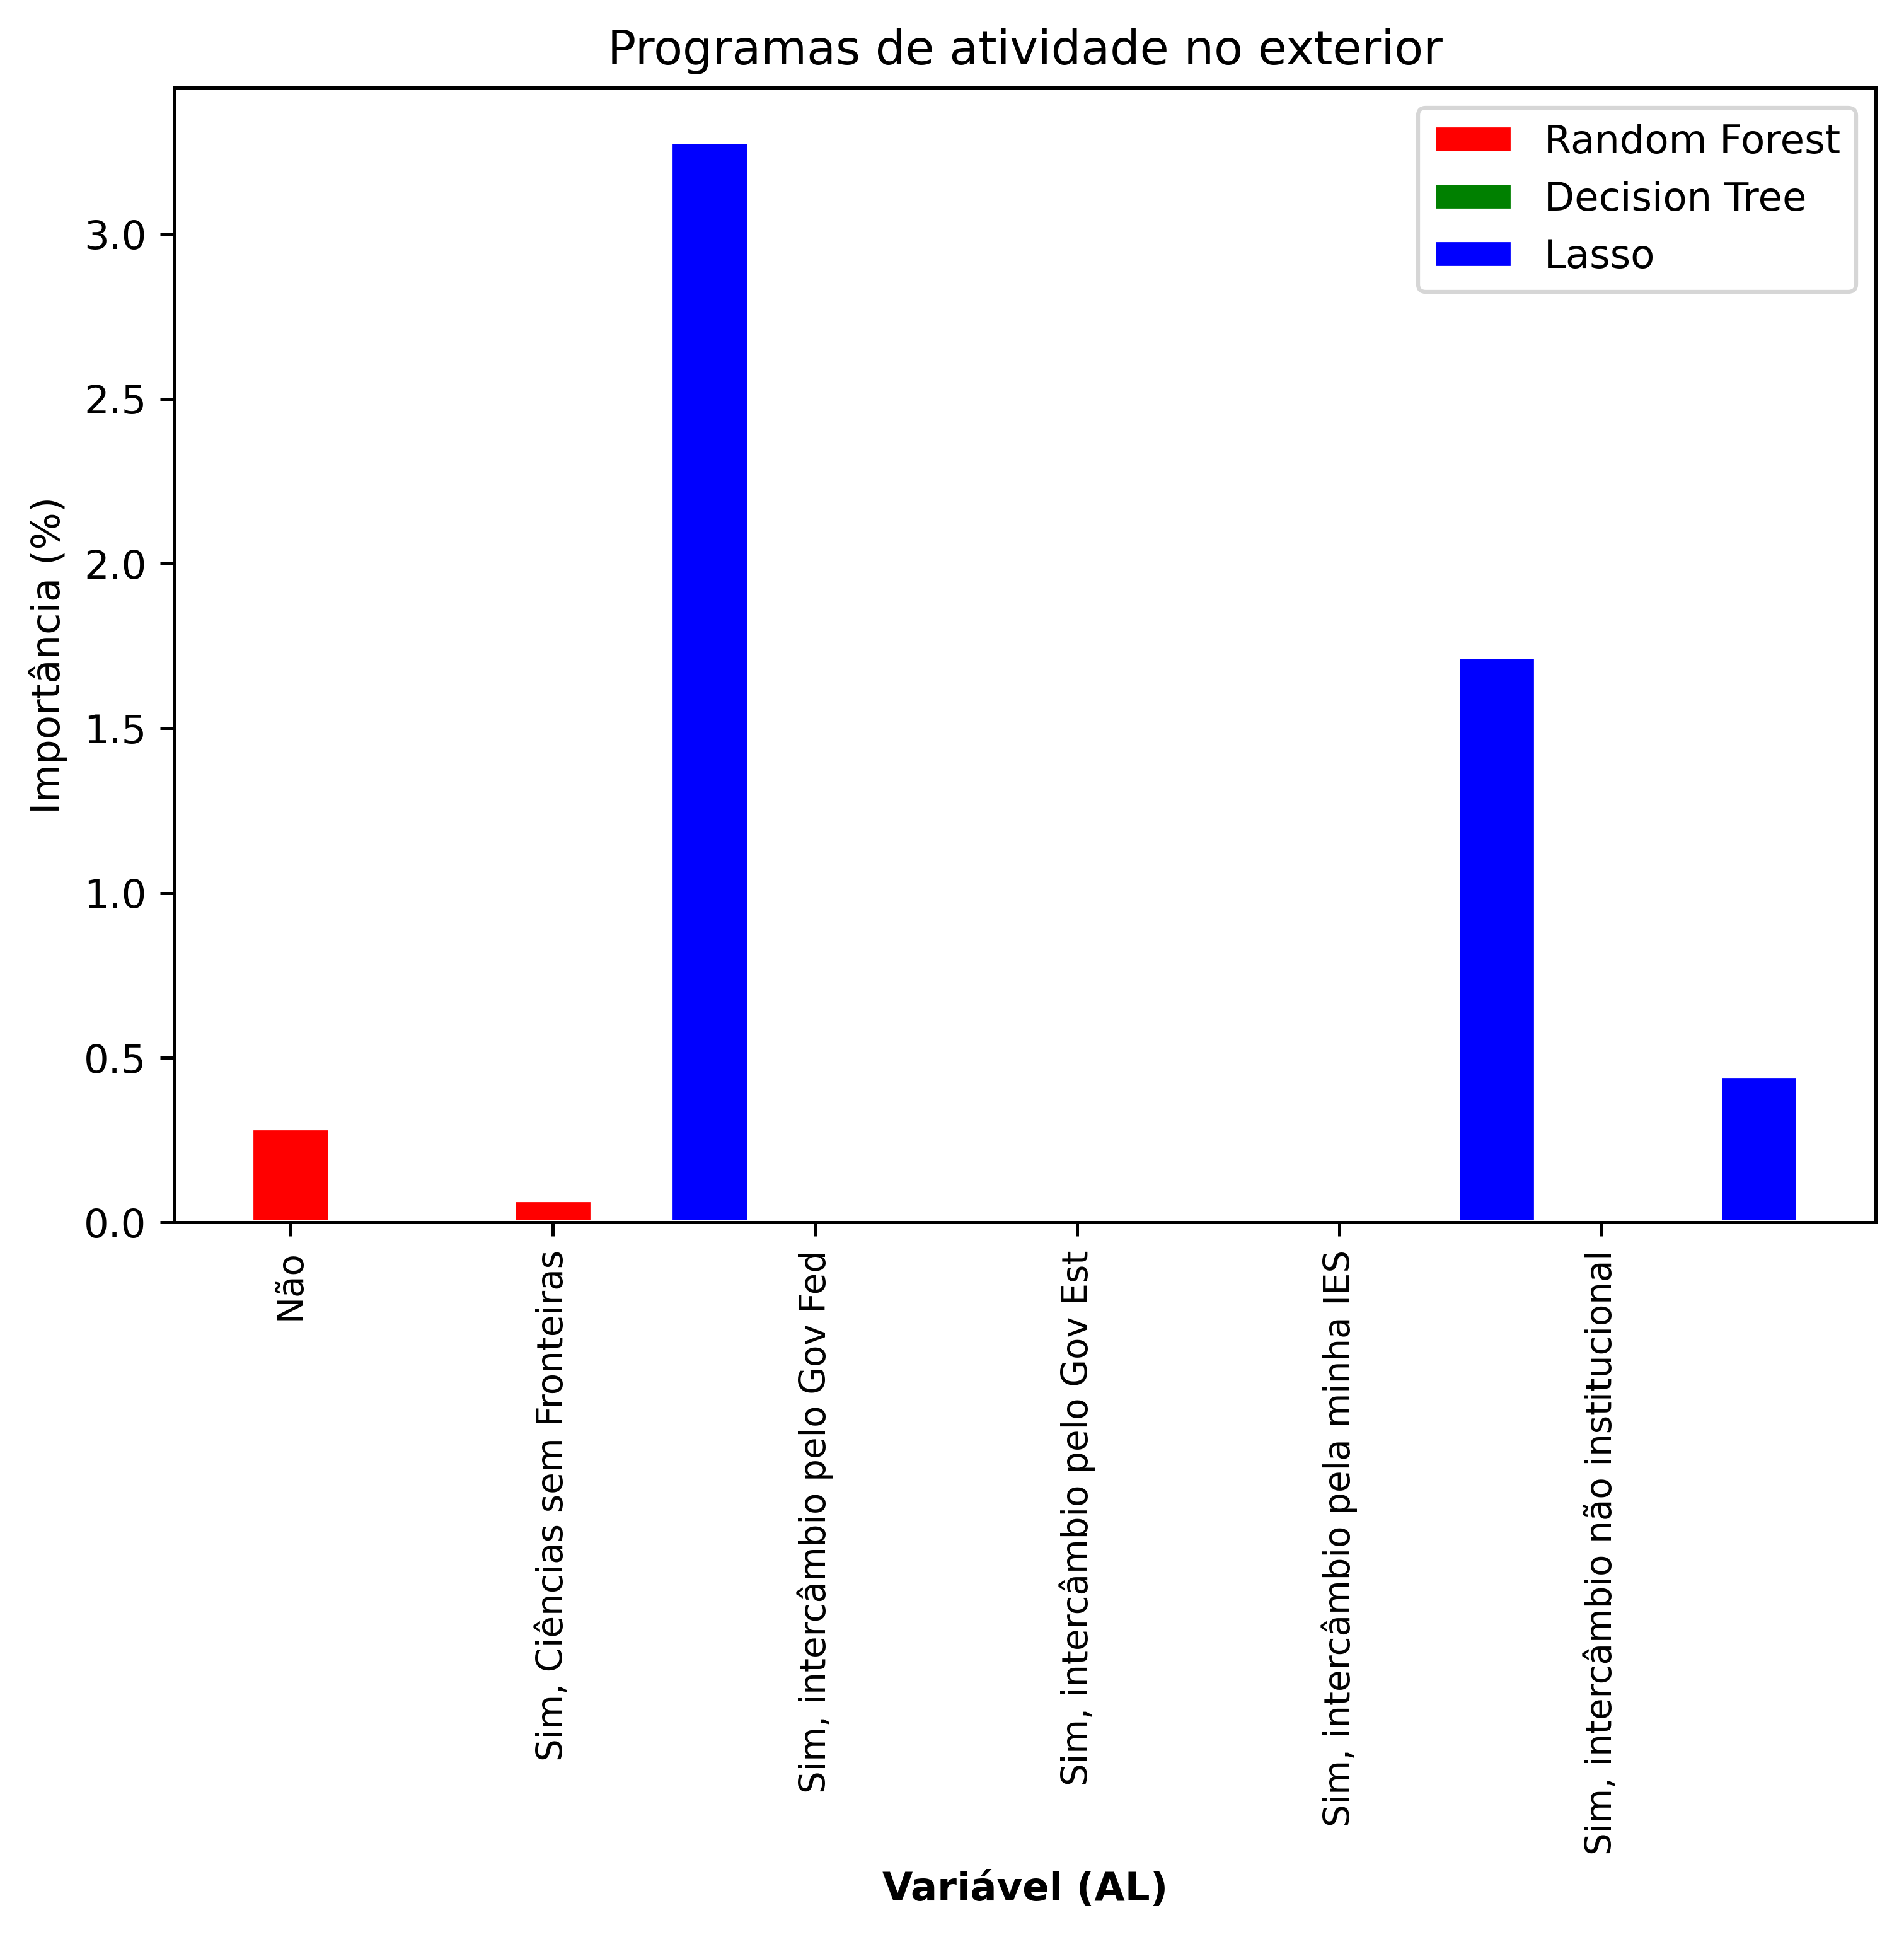 Programas de atividade no exterior
Random Forest
Decision Tree
Lasso
Importância (%)
3.0
2.5
2.0
1.5
1.0
0.5
0.0
Não
Sim, Ciências sem Fronteiras
Sim, intercâmbio pelo Gov Fed
Sim, intercâmbio pelo Gov Est
Sim, intercâmbio pela minha IES
Sim, intercâmbio não institucional
Variável (AL)